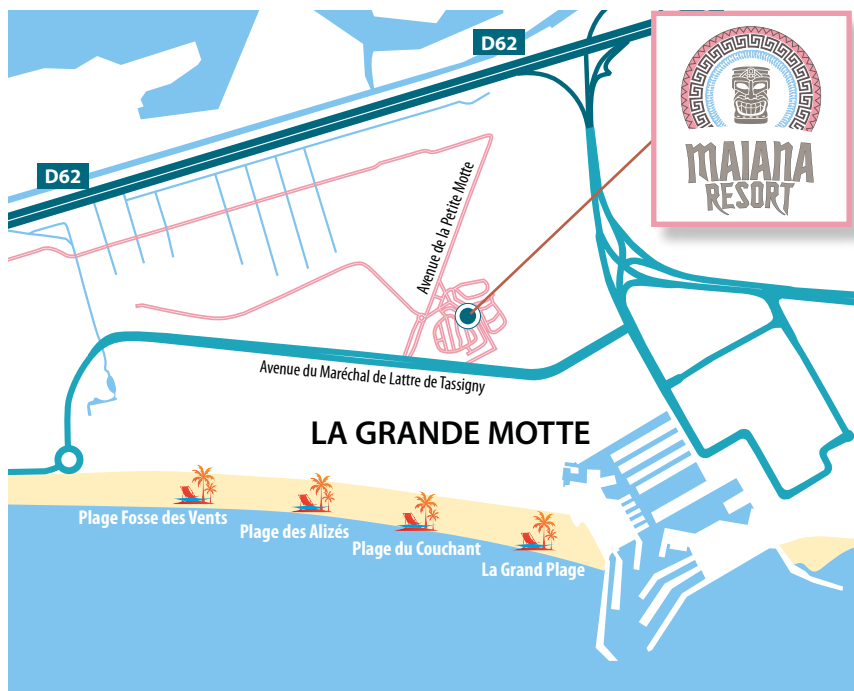 D62
MAIANA
RESORT
D62
Avenue de la Petite Motte
Avenue du Maréchal de Lattre de Tassigny
LA GRANDE MOTTE
Plage Fosse des Vents
Plage des Alizés
Plage du Couchant
La Grand Plage